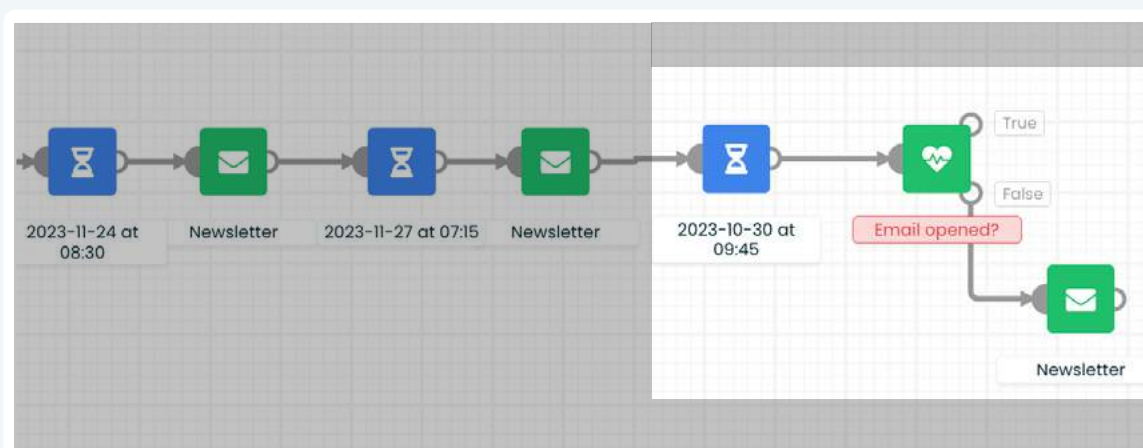 True
False
2023-11-24 at
08:30
Newsletter
2023-11-27 at 07:15
Newsletter
2023-10-30 at
09:45
Email opened?
Newsletter